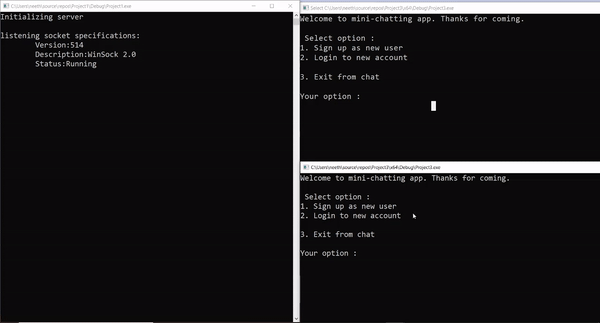 C:\Users\neeth\source\repos\Project1\Debug\Project1.exe
Initializing server
listening socket specifications:
Version:514
Description:WinSock 2.0
Status:Running
Select C:\Users\neeth\source\repos\Project3\x64\Debug\Project3.exe
Welcome to mini-chatting app. Thanks for coming.
Select option :
1. Sign up as new user
2. Login to new account
3. Exit from chat
Your option :
C:\Users\neeth\source\repos\Project3\x64\Debug\Project3.exe
Welcome to mini-chatting app. Thanks for coming.
Select option :
1. Sign up as new user
2. Login to new account
3. Exit from chat
Your option :